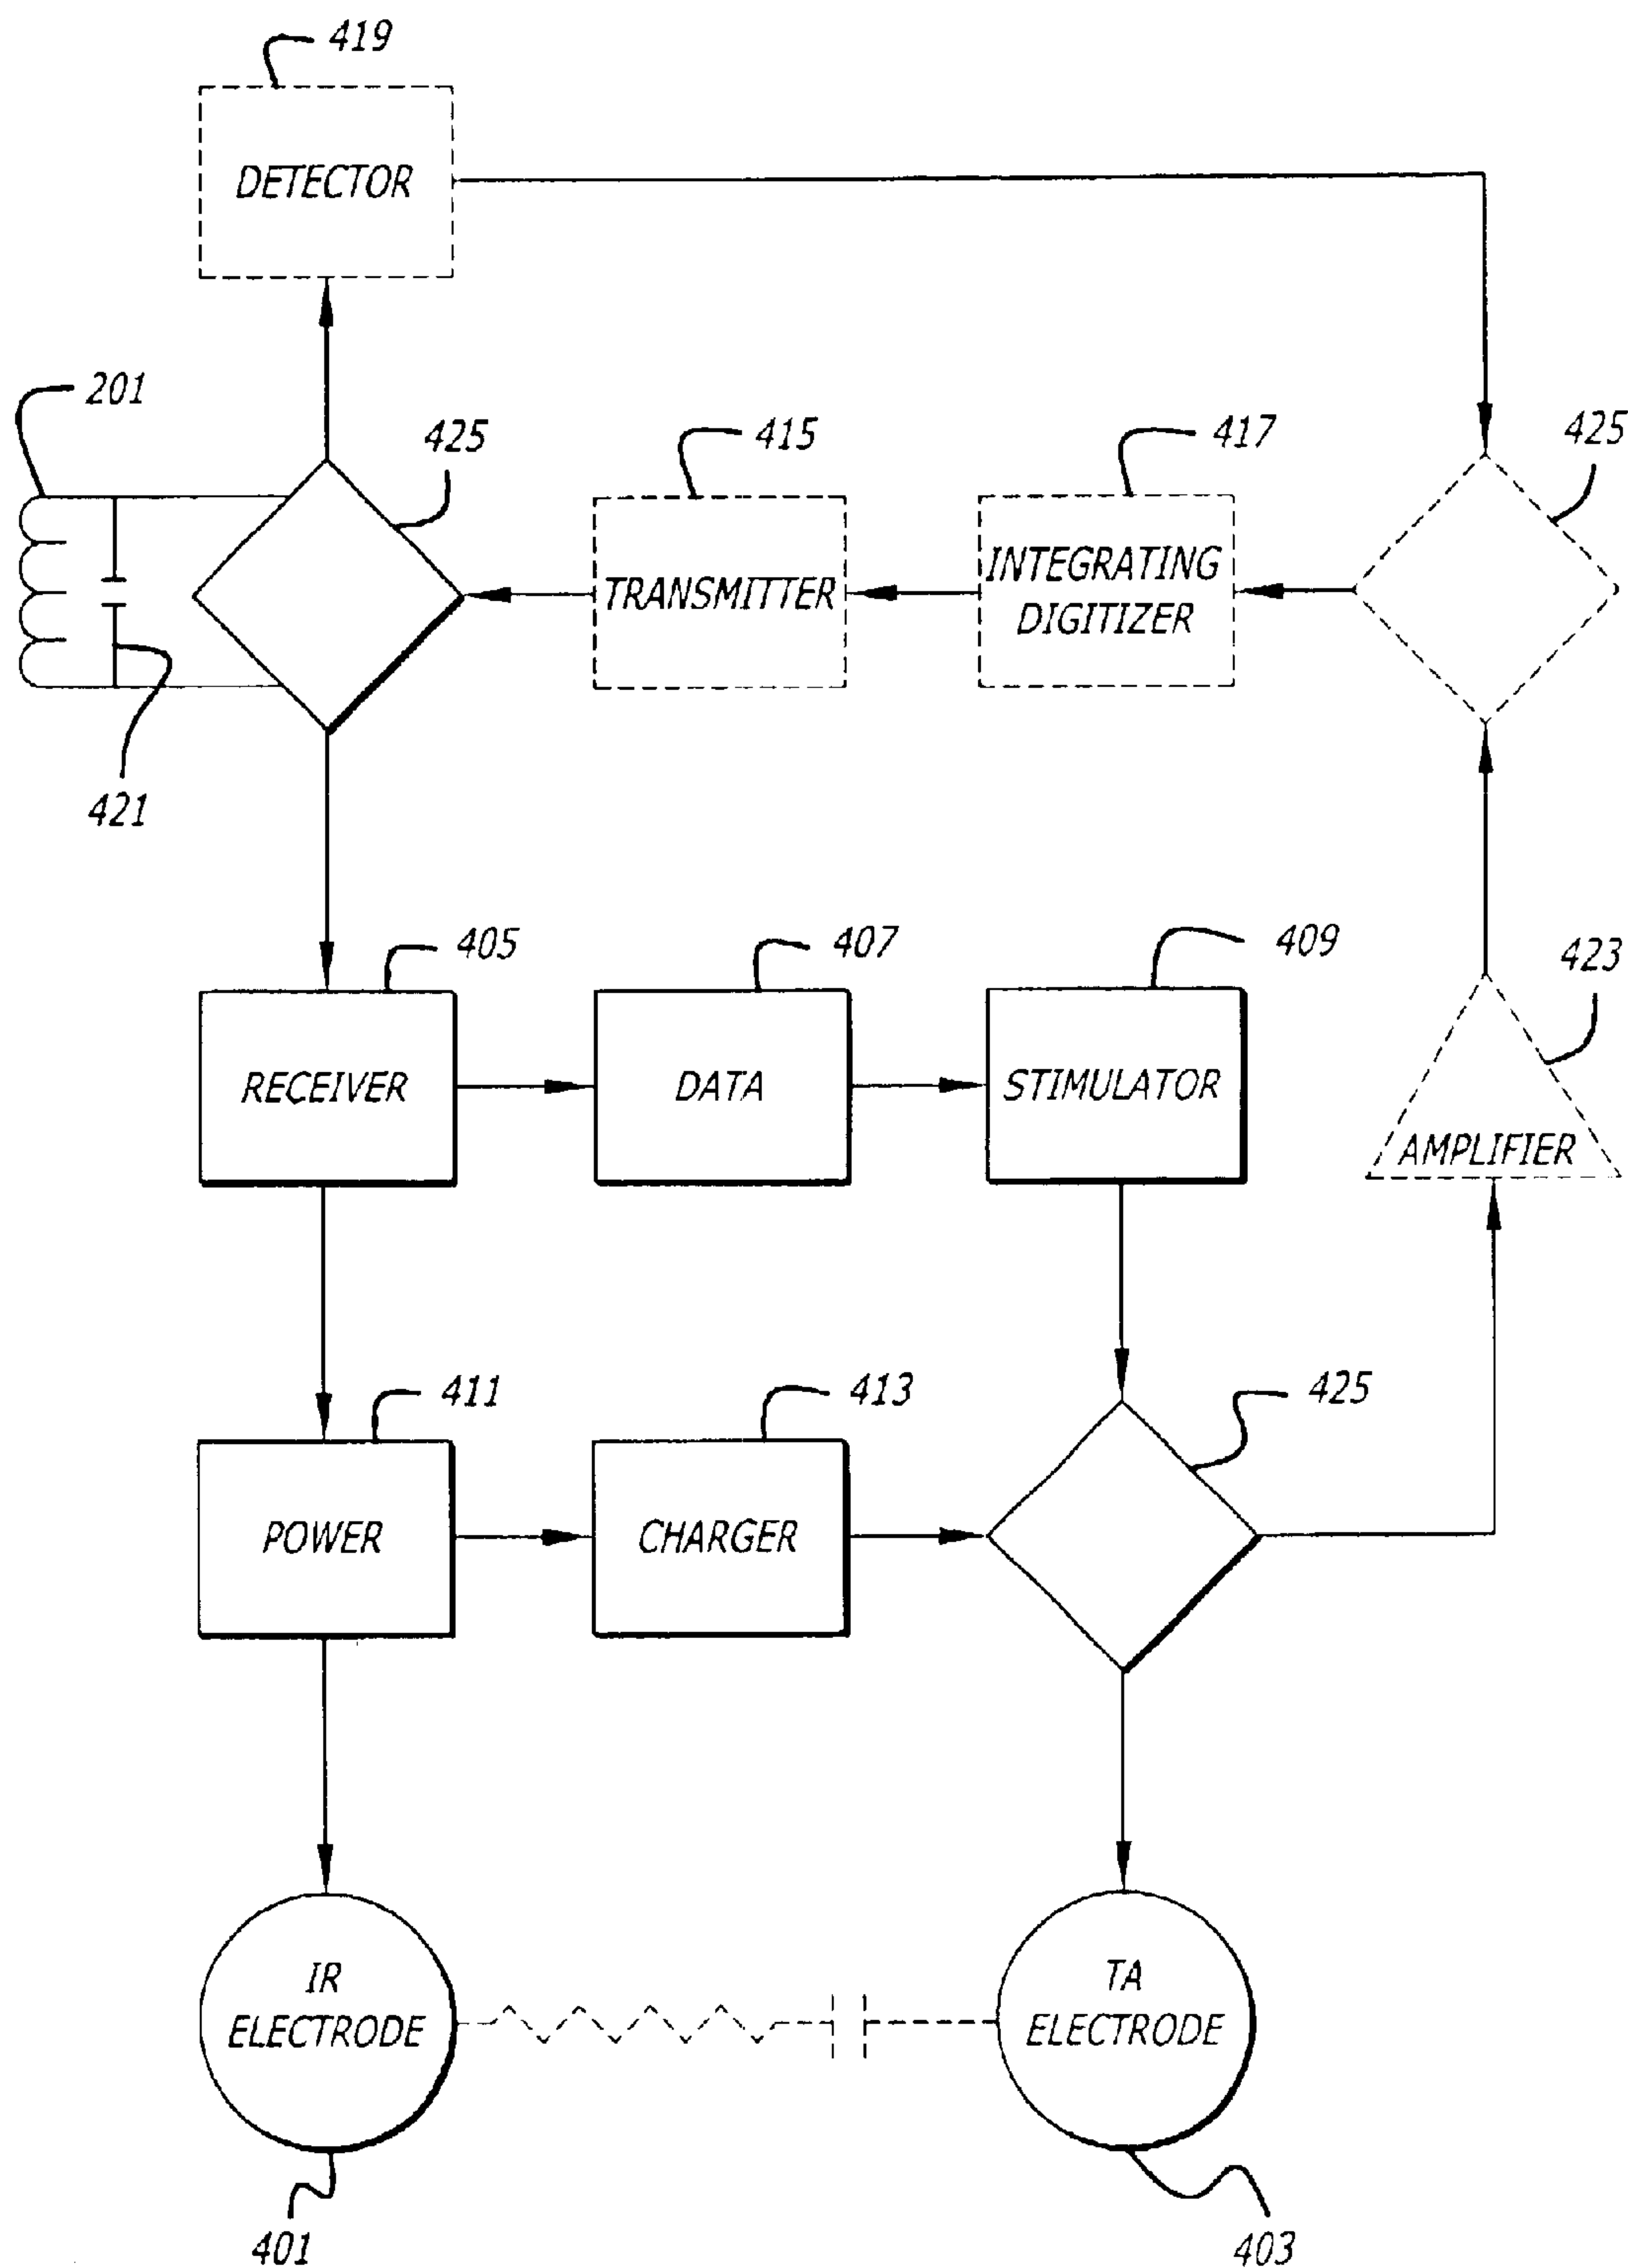 419
DETECTOR
201
425
415
417
425
TRANSMITTER
INTEGRATING
DIGITIZER
421
405
407
409
423
RECEIVER
DATA
STIMULATOR
AMPLIFIER
411
413
425
POWER
CHARGER
IR
ELECTRODE
TA
ELECTRODE
401
403